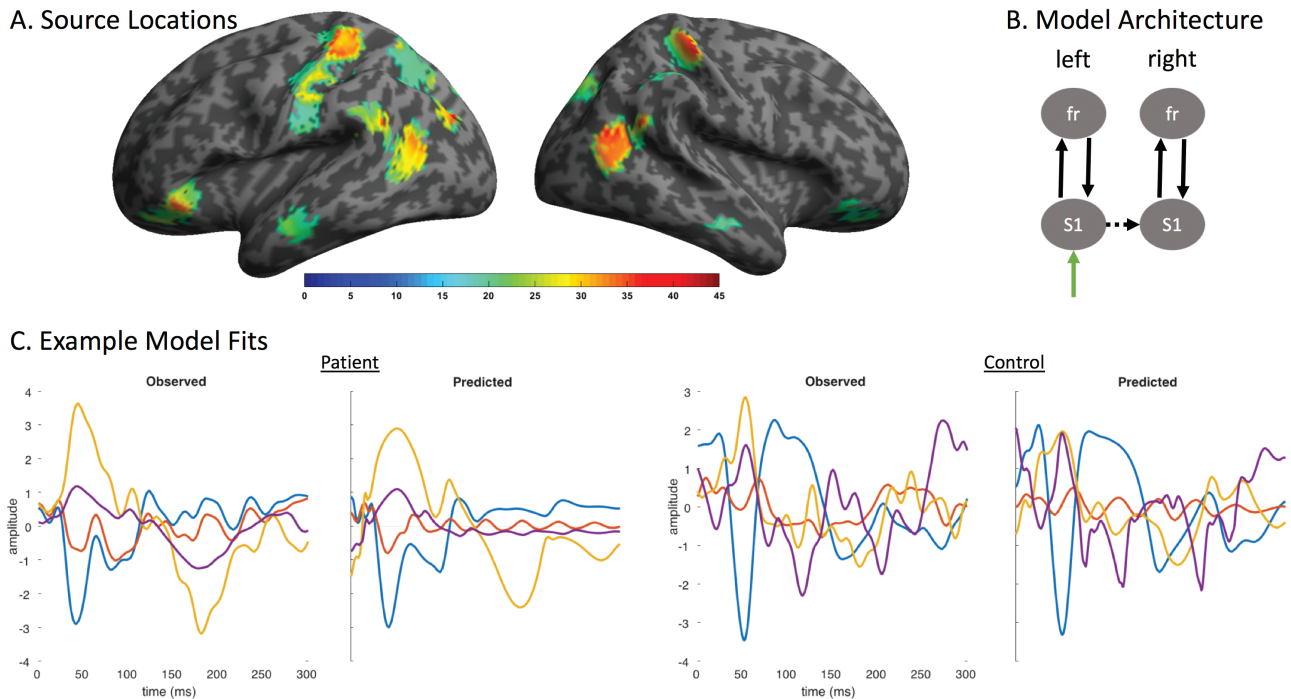 A. Source Locations
B. Model Architecture
left right
fr fr
S1 S1
0 5 10 15 20 25 30 35 40 45
C. Example Model Fits
Patient
Control
Observed Predicted Observed Predicted
4
3
2
1
0
-1
-2
-3
-4
amplitude
0 50 100 150 200 250 300
time (ms)
3
2
1
0
-1
-2
-3
-4
amplitude
0 50 100 150 200 250 300
time (ms)